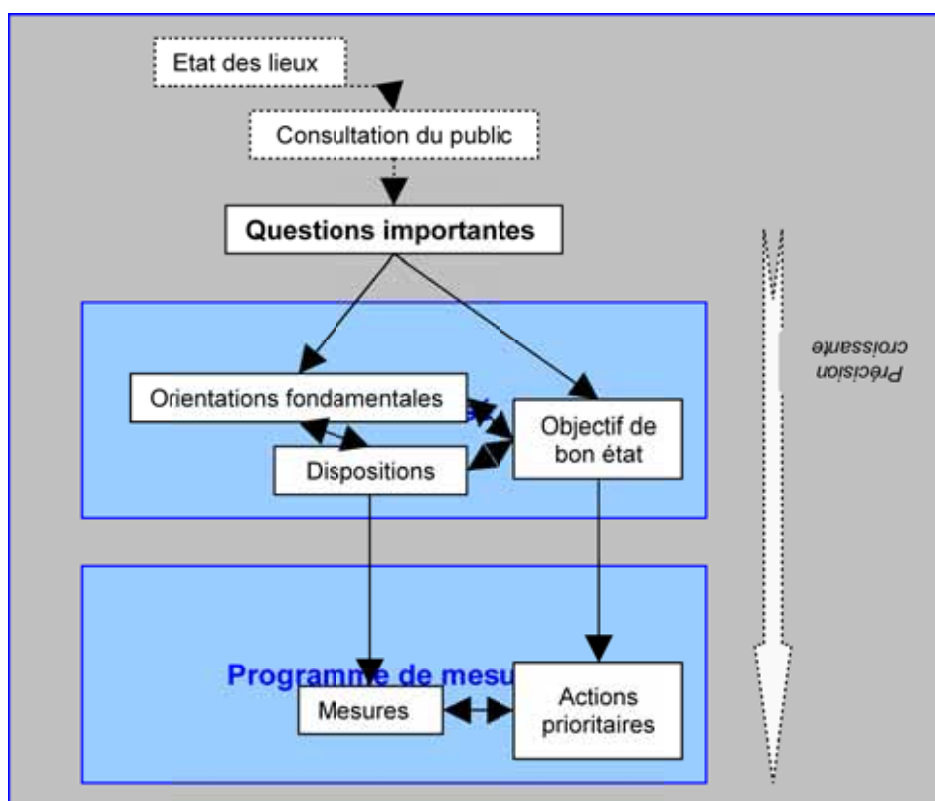 Etat des lieux
Consultation du public
Questions importantes
Précision
croissante
Orientations fondamentales
Objectif de
bon état
Dispositions
Programme de mesu
Mesures
Actions
prioritaires